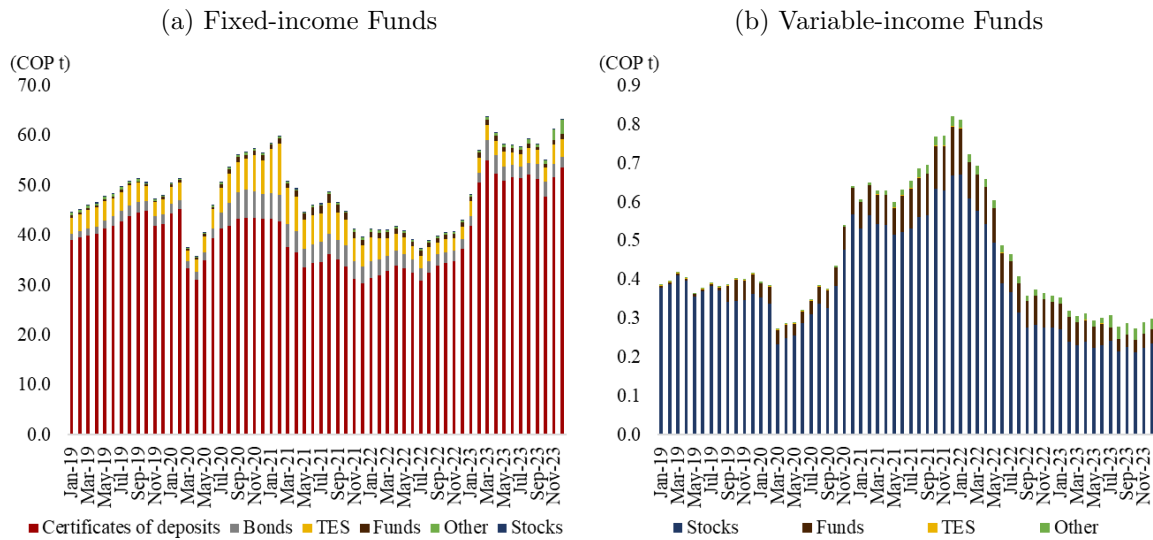 (a) Fixed-income Funds
(COP t)
70.0
60.0
50.0
40.0
30.0
20.0
10.0
0.0
Jan-19
Mar-19
May-19
Jul-19
Sep-19
Nov-19
Jan-20
Mar-20
May-20
Jul-20
Sep-20
Nov-20
Jan-21
Mar-21
May-21
Jul-21
Sep-21
Nov-21
Jan-22
Mar-22
May-22
Jul-22
Sep-22
Nov-22
Jan-23
Mar-23
May-23
Jul-23
Sep-23
Nov-23
Certificates of deposits Bonds TES Funds Other Stocks
(b) Variable-income Funds
(COP t)
0.9
0.8
0.7
0.6
0.5
0.4
0.3
0.2
0.1
0.0
Jan-19
Mar-19
May-19
Jul-19
Sep-19
Nov-19
Jan-20
Mar-20
May-20
Jul-20
Sep-20
Nov-20
Jan-21
Mar-21
May-21
Jul-21
Sep-21
Nov-21
Jan-22
Mar-22
May-22
Jul-22
Sep-22
Nov-22
Jan-23
Mar-23
May-23
Jul-23
Sep-23
Nov-23
Stocks Funds TES Other